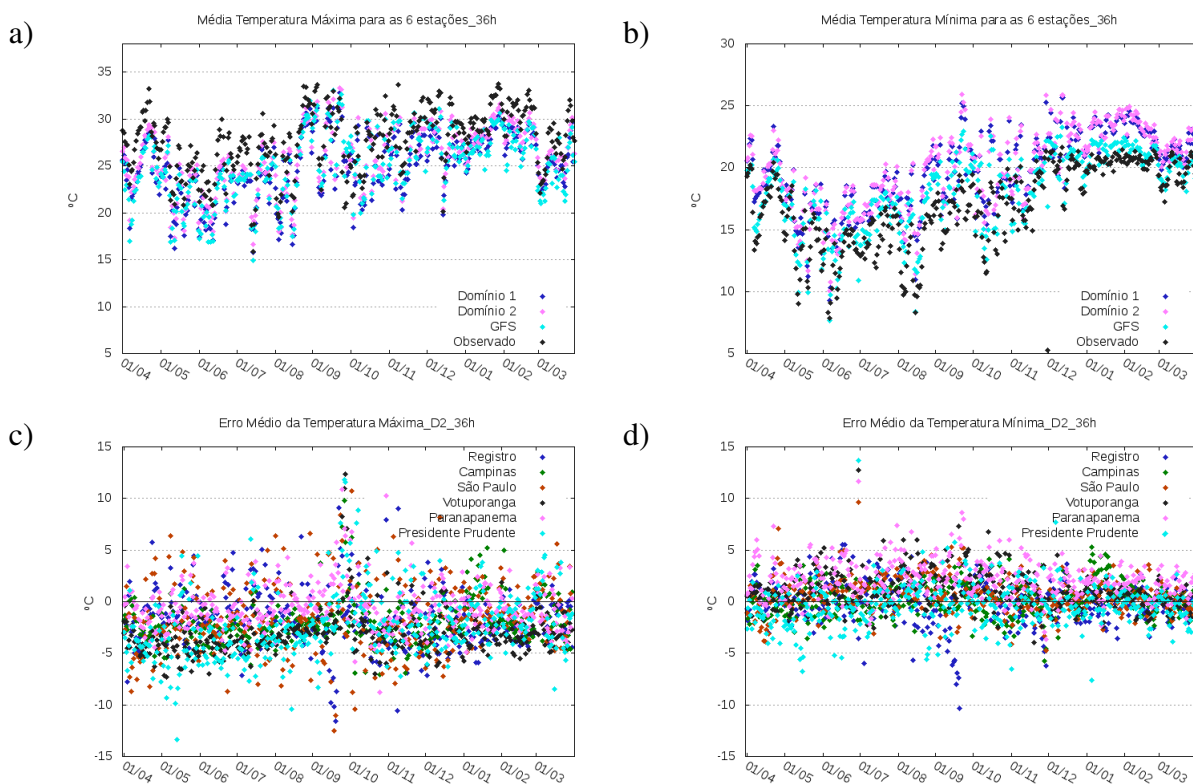 a)
Média Temperatura Máxima para as 6 estações_36h
35
30
25
20
15
10
5
ºC
Domínio 1
Domínio 2
GFS
Observado
01/04 01/05 01/06 01/07 01/08 01/09 01/10 01/11 01/12 01/01 01/02 01/03
b)
Média Temperatura Mínima para as 6 estações_36h
30
25
20
15
10
5
ºC
Domínio 1
Domínio 2
GFS
Observado
01/04 01/05 01/06 01/07 01/08 01/09 01/10 01/11 01/12 01/01 01/02 01/03
c)
Erro Médio da Temperatura Máxima_D2_36h
15
10
5
0
-5
-10
-15
ºC
Registro
Campinas
São Paulo
Votuporanga
Paranapanema
Presidente Prudente
01/04 01/05 01/06 01/07 01/08 01/09 01/10 01/11 01/12 01/01 01/02 01/03
d)
Erro Médio da Temperatura Mínima_D2_36h
15
10
5
0
-5
-10
-15
ºC
Registro
Campinas
São Paulo
Votuporanga
Paranapanema
Presidente Prudente
01/04 01/05 01/06 01/07 01/08 01/09 01/10 01/11 01/12 01/01 01/02 01/03